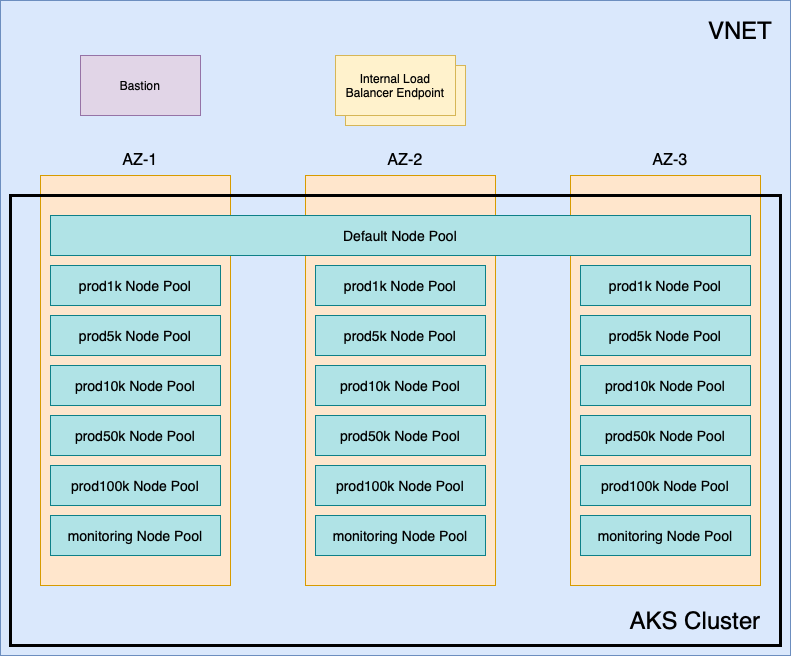 VNET
Bastion
Internal Load
Balancer Endpoint
AZ-1
AZ-2
AZ-3
Default Node Pool
prod1k Node Pool
prod1k Node Pool
prod1k Node Pool
prod5k Node Pool
prod5k Node Pool
prod5k Node Pool
prod10k Node Pool
prod10k Node Pool
prod10k Node Pool
prod50k Node Pool
prod50k Node Pool
prod50k Node Pool
prod100k Node Pool
prod100k Node Pool
prod100k Node Pool
monitoring Node Pool
monitoring Node Pool
monitoring Node Pool
AKS Cluster